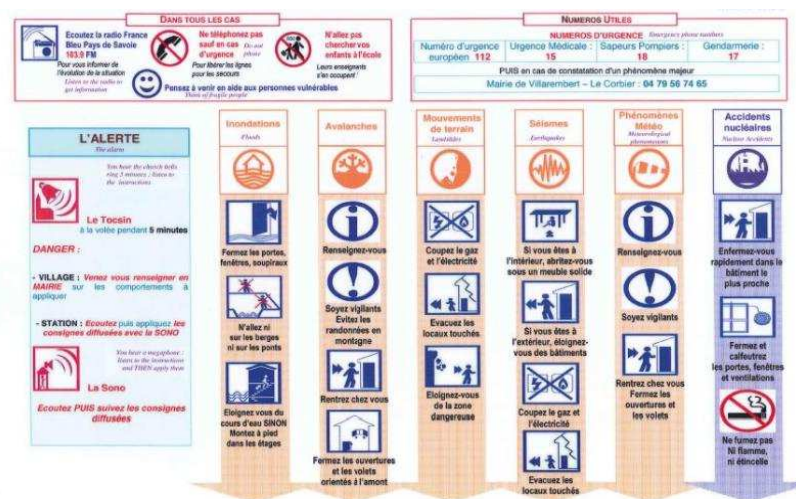 DANS TOUS LES CAS
Ecoutez la radio France
Bleu Pays de Savoie
103.9 FM
Pour vous informer de
l'évolution de la situation
Listen to the radio to
get information
Ne téléphonez pas
sauf en cas
d'urgence Do not
phone
Pour libérer les lignes
pour les secours
N'allez pas
chercher vos
enfants à l'école
Leurs enseignants
s'en occupent !
Pensez à venir en aide aux personnes vulnérables
Think of fragile people
NUMEROS UTILES
NUMEROS D'URGENCE Emergency phone numbers
Numéro d'urgence
européen 112
Urgence Médicale :
15
Sapeurs Pompiers :
18
Gendarmerie :
17
PUIS en cas de constatation d'un phénomène majeur
Mairie de Villarembert – Le Corbier : 04 79 56 74 65
L'ALERTE
The alarm
You hear the church bells
ring 5 minutes ; listen to
the instructions
Le Tocsin
à la volée pendant 5 minutes
DANGER :
- VILLAGE : Venez vous renseigner en
MAIRIE sur les comportements à
appliquer
- STATION : Ecoutez puis appliquez les
consignes diffusées avec la SONO
You hear a megaphone :
listen to the instructions
and THEN apply them
La Sono
Ecoutez PUIS suivez les consignes
diffusées
Inondations
Floods
Fermez les portes,
fenêtres, soupiraux
N'allez ni
sur les berges
ni sur les ponts
Eloignez vous du
cours d'eau SINON
Montez à pied
dans les étages
Avalanches
Renseignez-vous
Soyez vigilants
Evitez les
randonnées en
montagne
Rentrez chez vous
Fermez les ouvertures
et les volets
orientés à l'amont
Mouvements
de terrain
Landslides
Coupez le gaz
et l'électricité
Evacuez les
locaux touchés
Eloignez-vous
de la zone
dangereuse
Séismes
Earthquakes
Si vous êtes à
l'intérieur, abritez-vous
sous un meuble solide
Si vous êtes à
l'extérieur, éloignez-
vous des bâtiments
Coupez le gaz et
l'électricité
Evacuez les
locaux touchés
Phénomènes
Météo
Meteorological
phenomenons
Renseignez-vous
Soyez vigilants
Rentrez chez vous
Fermez les
ouvertures et
les volets
Accidents
nucléaires
Nuclear Accidents
Enfermez-vous
rapidement dans le
bâtiment le
plus proche
Fermez et
calfeutrez
les portes, fenêtres
et ventilations
Ne fumez pas
Ni flamme,
ni étincelle